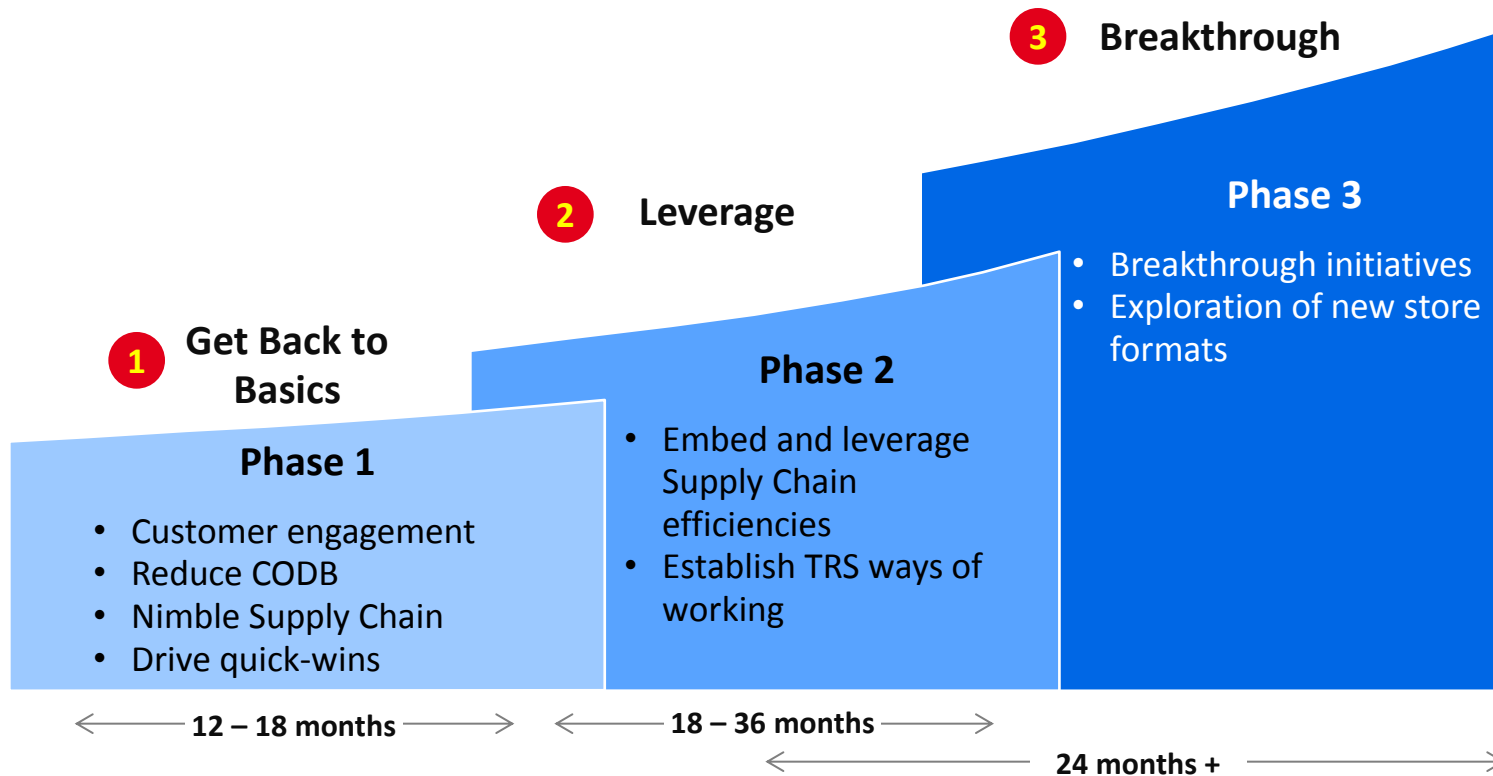 3 Breakthrough
2 Leverage
1 Get Back to
Basics
Phase 1
• Customer engagement
• Reduce CODB
• Nimble Supply Chain
• Drive quick-wins
Phase 2
• Embed and leverage
Supply Chain
efficiencies
• Establish TRS ways of
working
Phase 3
• Breakthrough initiatives
• Exploration of new store
formats
12 – 18 months
18 – 36 months
24 months +